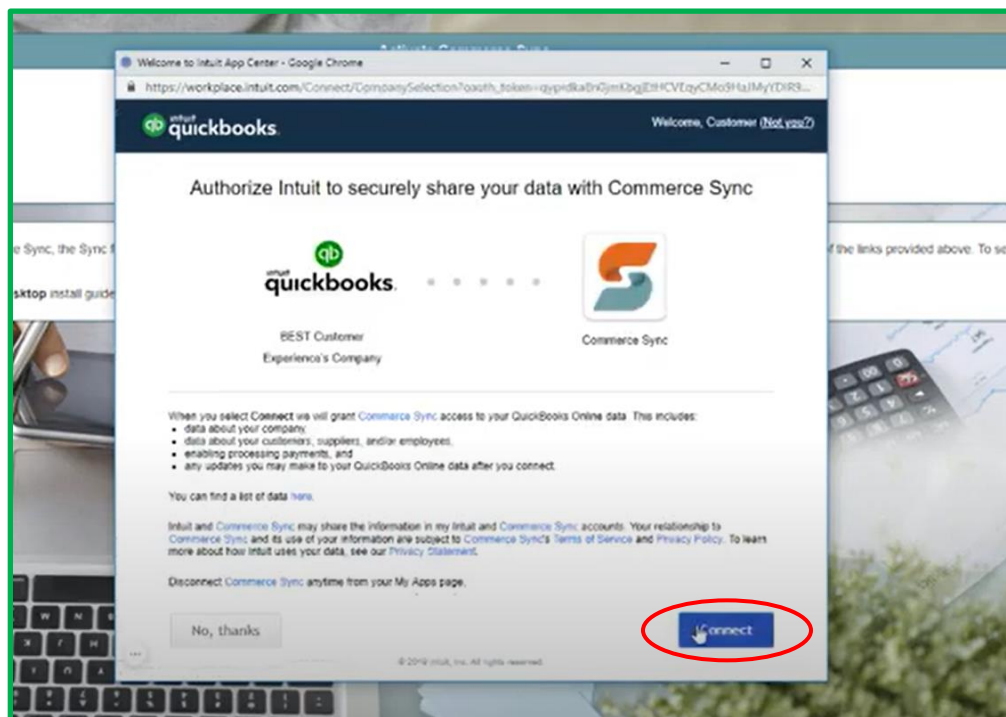 Activate Commerce Sync
Welcome to Intuit App Center - Google Chrome
https://workplace.intuit.com/Connect/CompanySelection?oauth_token=
intuit
qb quickbooks.
Welcome, Customer (Not you?)
Authorize Intuit to securely share your data with Commerce Sync
qb
intuit
quickbooks.
BEST Customer
Experience's Company
Commerce Sync
e Sync, the Sync f
f the links provided above. To se
sktop install guide
When you select Connect we will grant Commerce Sync access to your QuickBooks Online data. This includes:
• data about your company,
• data about your customers, suppliers, and/or employees,
• enabling processing payments, and
• any updates you may make to your QuickBooks Online data after you connect.
You can find a list of data here.
Intuit and Commerce Sync may share the information in my Intuit and Commerce Sync accounts. Your relationship to
Commerce Sync and its use of your information are subject to Commerce Sync's Terms of Service and Privacy Policy. To learn
more about how Intuit uses your data, see our Privacy Statement.
Disconnect Commerce Sync anytime from your My Apps page.
No, thanks
Connect
© 2019 Intuit, Inc. All rights reserved.